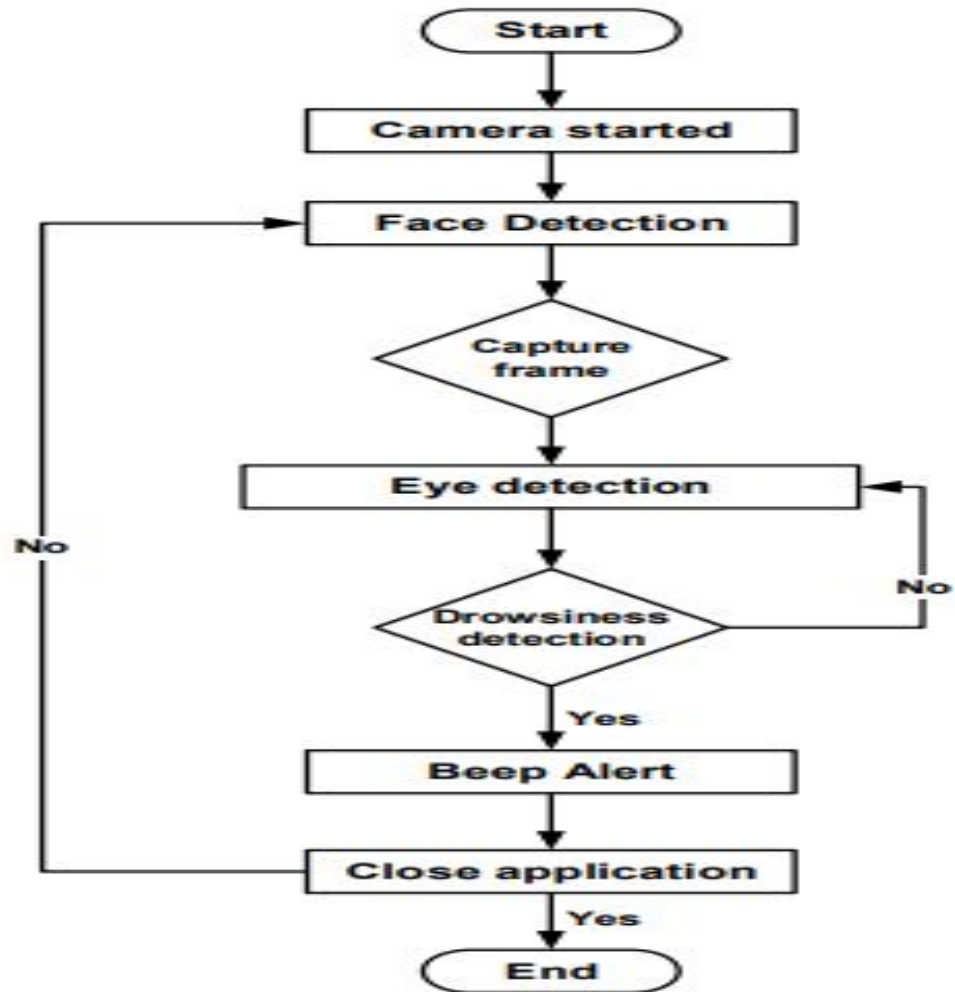 Start
Camera started
Face Detection
Capture
frame
Eye detection
No
No
Drowsiness
detection
Yes
Beep Alert
Close application
Yes
End